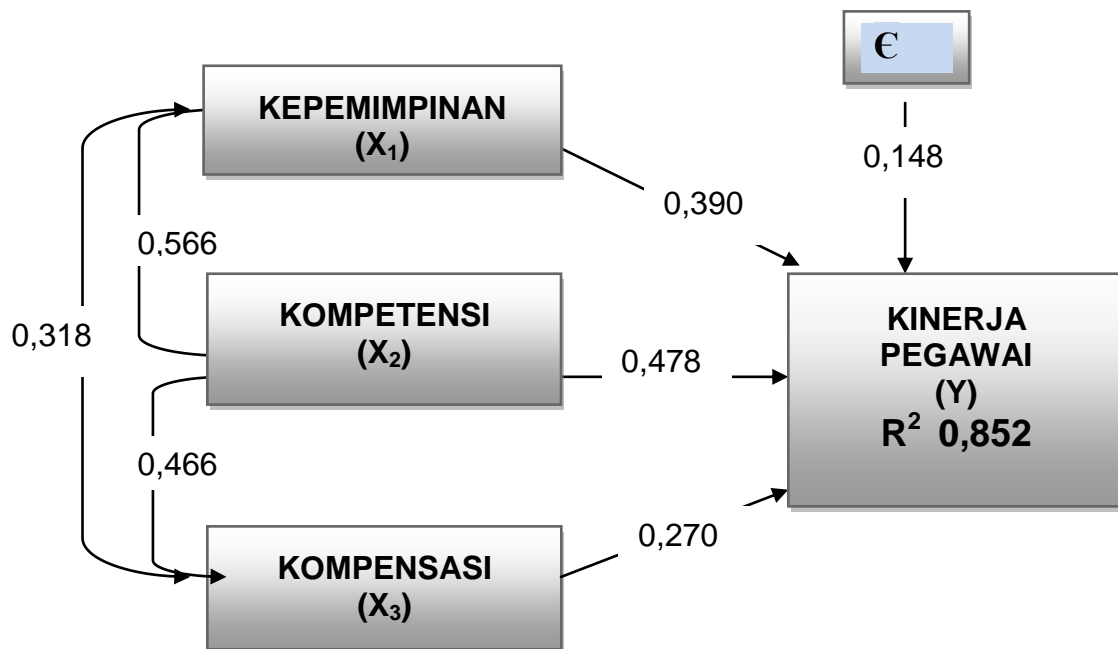 Є
KEPEMIMPINAN
(X₁)
0,148
0,390
0,566
KOMPETENSI
(X₂)
0,318
0,478
KINERJA
PEGAWAI
(Y)
R² 0,852
0,466
0,270
KOMPENSASI
(X₃)